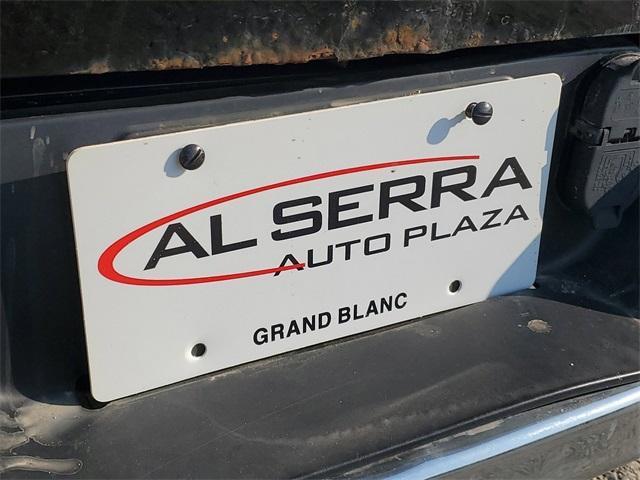 AL SERRA
AUTO PLAZA
GRAND BLANC